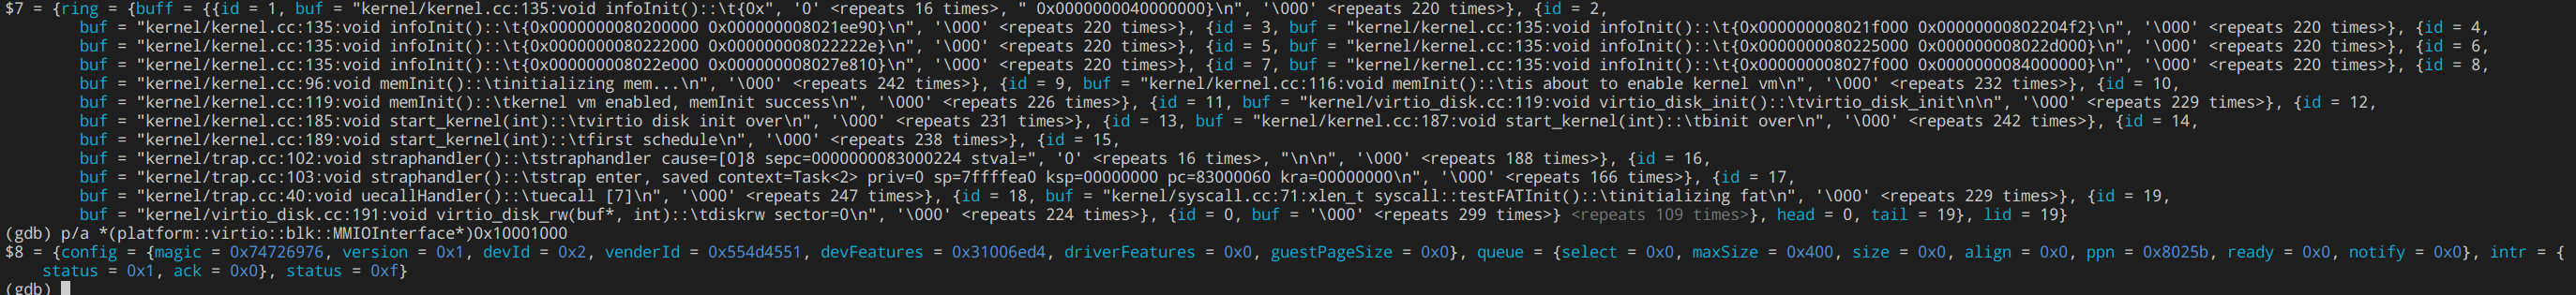 $7 = {ring = {buff = {{id = 1, buf = "kernel/kernel.cc:135:void infoInit()::\t{0x", '0' <repeats 16 times>, " 0x0000000040000000}\n", '\000' <repeats 220 times>}, {id = 2,
buf = "kernel/kernel.cc:135:void infoInit()::\t{0x0000000080200000 0x000000008021ee90}\n", '\000' <repeats 220 times>}, {id = 3, buf = "kernel/kernel.cc:135:void infoInit()::\t{0x000000008021f000 0x00000000802204f2}\n", '\000' <repeats 220 times>}, {id = 4,
buf = "kernel/kernel.cc:135:void infoInit()::\t{0x0000000080222000 0x000000008022222e}\n", '\000' <repeats 220 times>}, {id = 5, buf = "kernel/kernel.cc:135:void infoInit()::\t{0x0000000080225000 0x000000008022d000}\n", '\000' <repeats 220 times>}, {id = 6,
buf = "kernel/kernel.cc:135:void infoInit()::\t{0x000000008022e000 0x000000008027e810}\n", '\000' <repeats 220 times>}, {id = 7, buf = "kernel/kernel.cc:135:void infoInit()::\t{0x000000008027f000 0x0000000084000000}\n", '\000' <repeats 220 times>}, {id = 8,
buf = "kernel/kernel.cc:96:void memInit()::\tinitializing mem...\n", '\000' <repeats 242 times>}, {id = 9, buf = "kernel/kernel.cc:116:void memInit()::\tis about to enable kernel vm\n", '\000' <repeats 232 times>}, {id = 10,
buf = "kernel/kernel.cc:119:void memInit()::\tkernel vm enabled, memInit success\n", '\000' <repeats 226 times>}, {id = 11, buf = "kernel/virtio_disk.cc:119:void virtio_disk_init()::\tvirtio_disk_init\n\n", '\000' <repeats 229 times>}, {id = 12,
buf = "kernel/kernel.cc:185:void start_kernel(int)::\tvirtio disk init over\n", '\000' <repeats 231 times>}, {id = 13, buf = "kernel/kernel.cc:187:void start_kernel(int)::\tbinit over\n", '\000' <repeats 242 times>}, {id = 14,
buf = "kernel/kernel.cc:189:void start_kernel(int)::\tfirst schedule\n", '\000' <repeats 238 times>}, {id = 15,
buf = "kernel/trap.cc:102:void straphandler()::\tstraphandler cause=[0]8 sepc=0000000083000224 stval=", '0' <repeats 16 times>, "\n\n", '\000' <repeats 188 times>}, {id = 16,
buf = "kernel/trap.cc:103:void straphandler()::\tstrap enter, saved context=Task<2> priv=0 sp=7ffffea0 ksp=00000000 pc=83000060 kra=00000000\n", '\000' <repeats 166 times>}, {id = 17,
buf = "kernel/trap.cc:40:void uecallHandler()::\tuecall [7]\n", '\000' <repeats 247 times>}, {id = 18, buf = "kernel/syscall.cc:71:xlen_t syscall::testFATInit()::\tinitializing fat\n", '\000' <repeats 229 times>}, {id = 19,
buf = "kernel/virtio_disk.cc:191:void virtio_disk_rw(buf*, int)::\tdiskrw sector=0\n", '\000' <repeats 224 times>}, {id = 0, buf = '\000' <repeats 299 times>} <repeats 109 times>}, head = 0, tail = 19}, lid = 19}
(gdb) p/a *(platform::virtio::blk::MMIOInterface*)0x10001000
$8 = {config = {magic = 0x74726976, version = 0x1, devId = 0x2, venderId = 0x554d4551, devFeatures = 0x31006ed4, driverFeatures = 0x0, guestPageSize = 0x0}, queue = {select = 0x0, maxSize = 0x400, size = 0x0, align = 0x0, ppn = 0x8025b, ready = 0x0, notify = 0x0}, intr = {
status = 0x1, ack = 0x0}, status = 0xf}
(gdb)